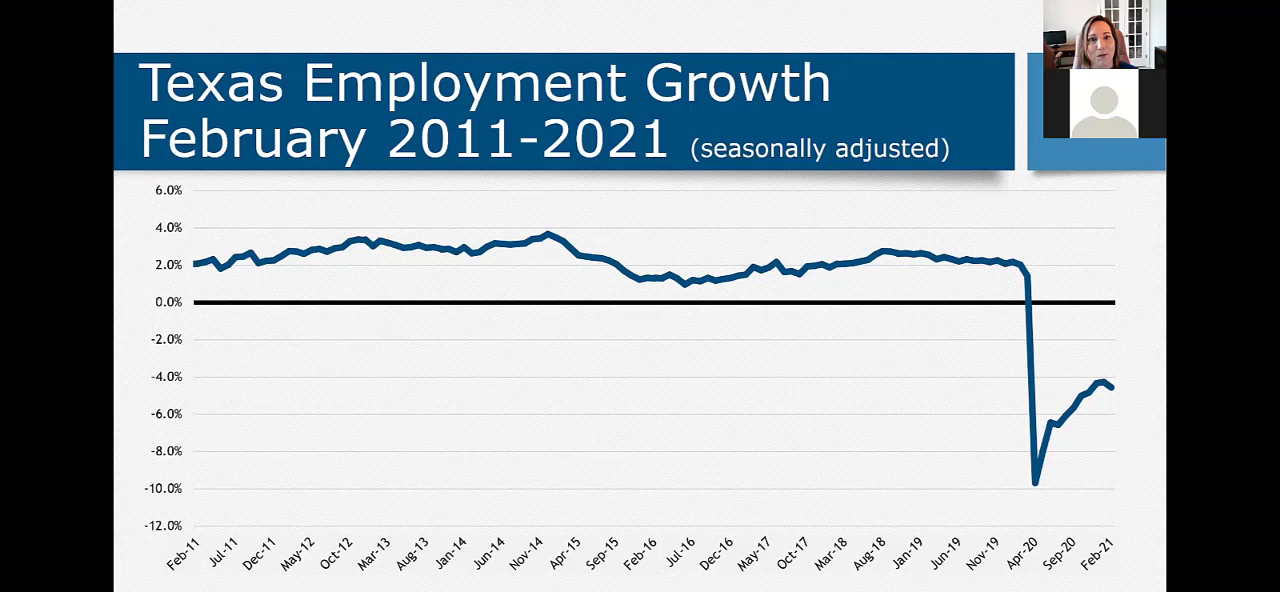 Texas Employment Growth
February 2011-2021 (seasonally adjusted)
6.0%
4.0%
2.0%
0.0%
-2.0%
-4.0%
-6.0%
-8.0%
-10.0%
-12.0%
Feb-11
Jul-11
Dec-11
May-12
Oct-12
Mar-13
Aug-13
Jan-14
Jun-14
Nov-14
Apr-15
Sep-15
Feb-16
Jul-16
Dec-16
May-17
Oct-17
Mar-18
Aug-18
Jan-19
Jun-19
Nov-19
Apr-20
Sep-20
Feb-21